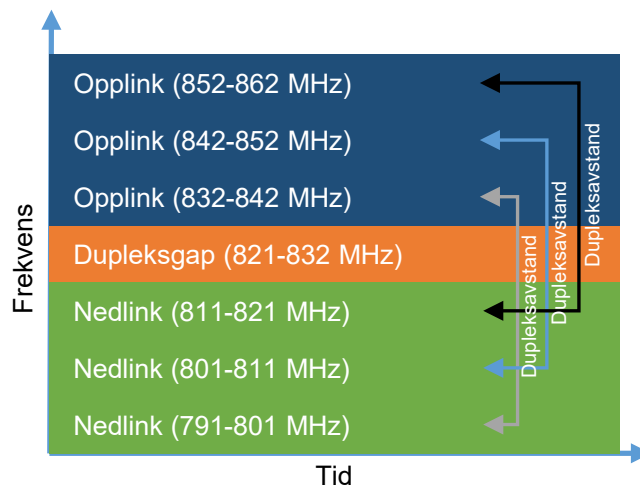 Opplink (852-862 MHz)
Opplink (842-852 MHz)
Opplink (832-842 MHz)
Dupleksgap (821-832 MHz)
Nedlink (811-821 MHz)
Nedlink (801-811 MHz)
Nedlink (791-801 MHz)
Dupleksavstand
Dupleksavstand
Dupleksavstand
Frekvens
Tid